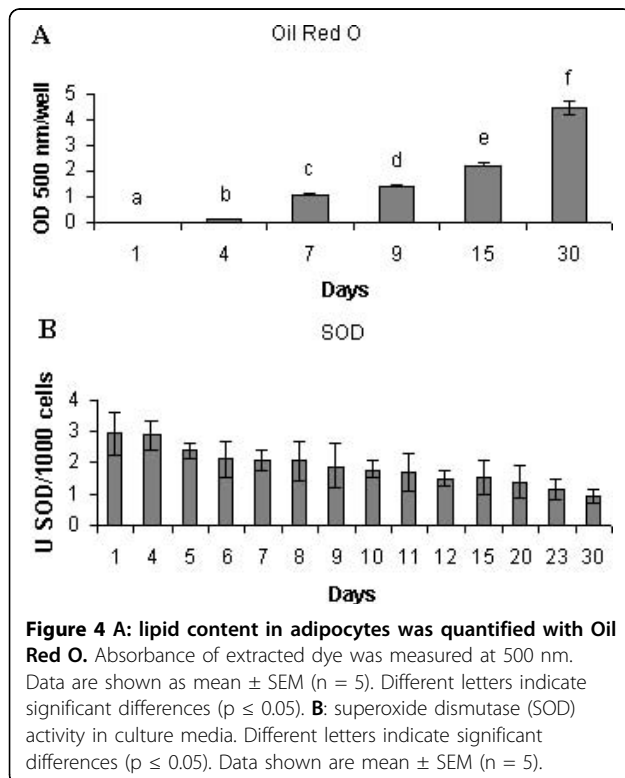 A
Oil Red O
OD 500 nm/well
5
4
3
2
1
0
a
b
c
d
e
f
1 4 7 9 15 30
Days
B
SOD
U SOD/1000 cells
4
3
2
1
0
1 4 5 6 7 8 9 10 11 12 15 20 23 30
Days
Figure 4 A: lipid content in adipocytes was quantified with Oil
Red O. Absorbance of extracted dye was measured at 500 nm.
Data are shown as mean ± SEM (n = 5). Different letters indicate
significant differences (p ≤ 0.05). B: superoxide dismutase (SOD)
activity in culture media. Different letters indicate significant
differences (p ≤ 0.05). Data shown are mean ± SEM (n = 5).